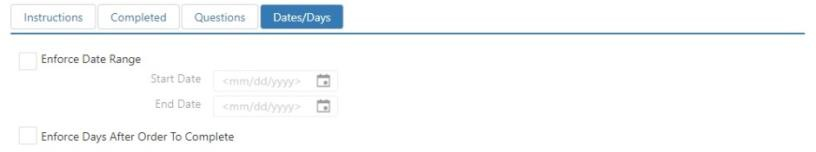 Instructions Completed Questions Dates/Days
Enforce Date Range
Start Date <mm/dd/yyyy>
End Date <mm/dd/yyyy>
Enforce Days After Order To Complete